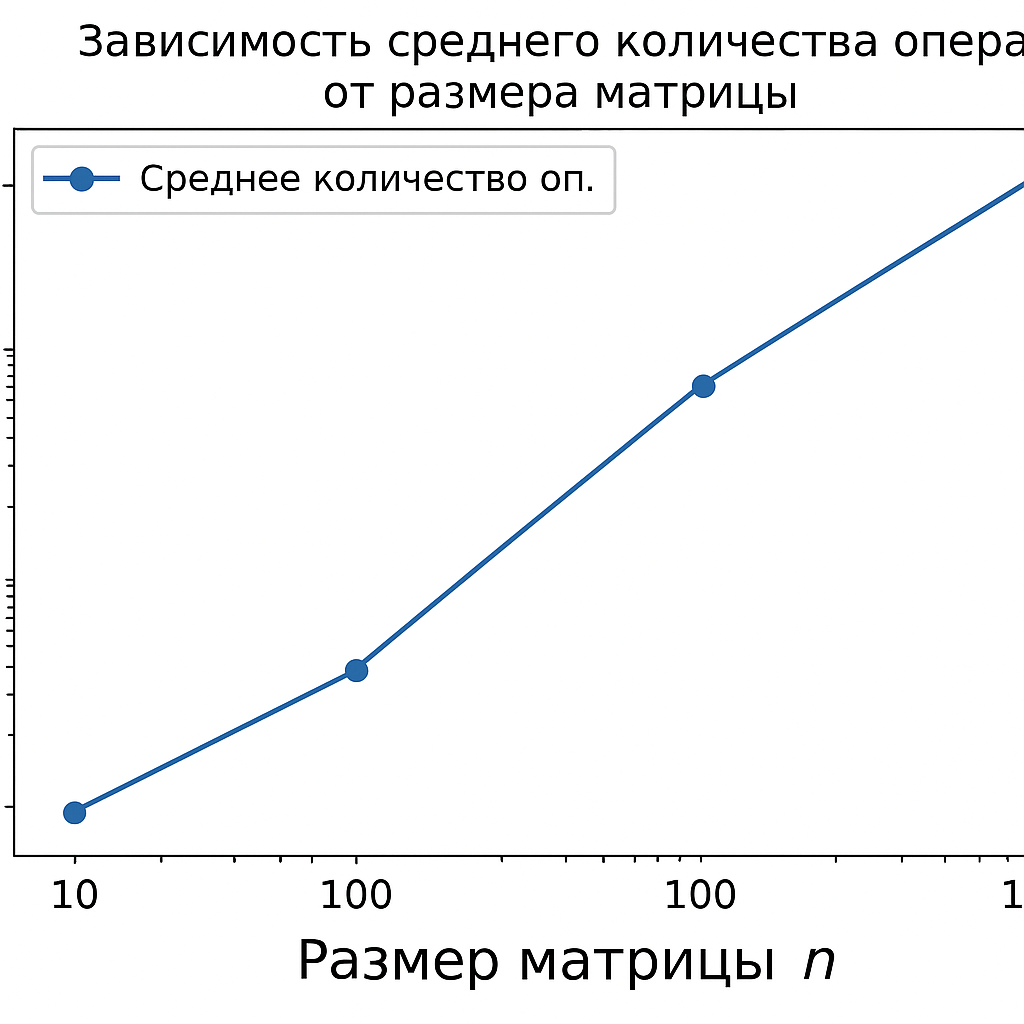 Зависимость среднего количества опера
от размера матрицы
Среднее количество оп.
10 100 100 1
Размер матрицы n